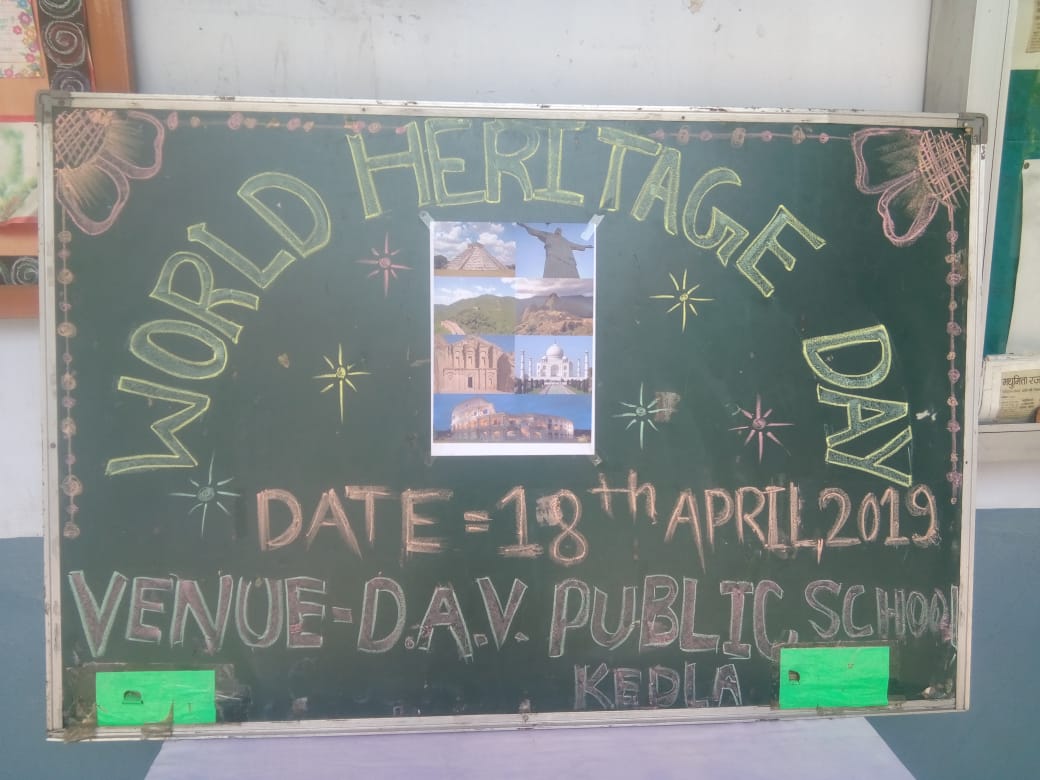 WORLD HERITAGE DAY
DATE = 18th APRIL, 2019
VENUE-D.A.V. PUBLIC SCHOOL
KEDLA